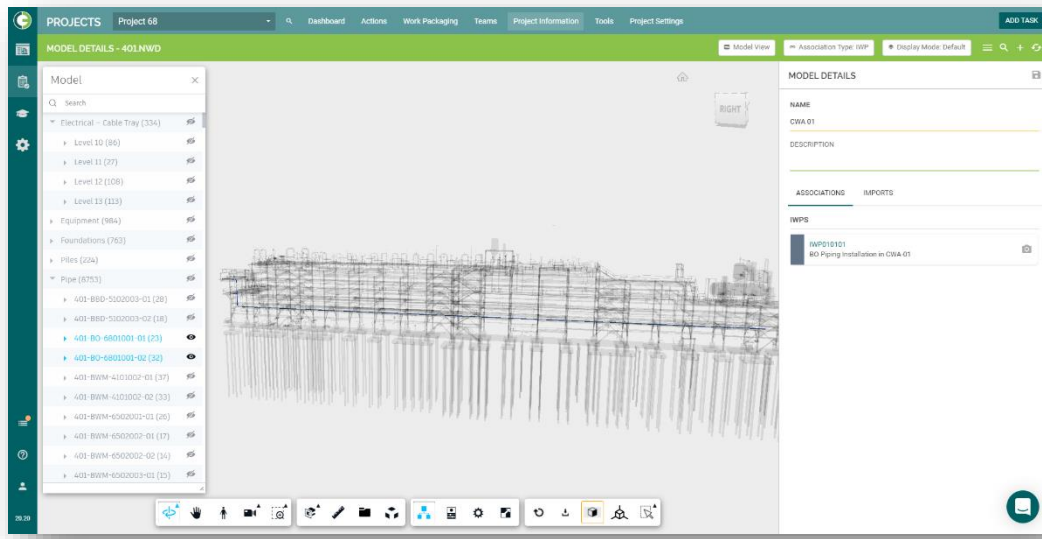 PROJECTS Project 68 Dashboard Actions Work Packaging Teams Project Information Tools Project Settings ADD TASK
MODEL DETAILS - 401.NWD Model View Association Type: IWP Display Mode: Default
Model
Search
Electrical - Cable Tray (334)
Level 10 (86)
Level 11 (27)
Level 12 (108)
Level 13 (113)
Equipment (984)
Foundations (763)
Piles (224)
Pipe (8753)
401-BBD-5102003-01 (28)
401-BBD-5102003-02 (18)
401-BO-6801001-01 (23)
401-BO-6801001-02 (32)
401-BWM-4101002-01 (37)
401-BWM-4101002-02 (33)
401-BWM-6502001-01 (26)
401-BWM-6502002-01 (17)
401-BWM-6502002-02 (14)
401-BWM-6502003-01 (15)
RIGHT
MODEL DETAILS
NAME
CWA 01
DESCRIPTION
ASSOCIATIONS IMPORTS
IWPS
IWP010101
BO Piping Installation in CWA-01
20.20